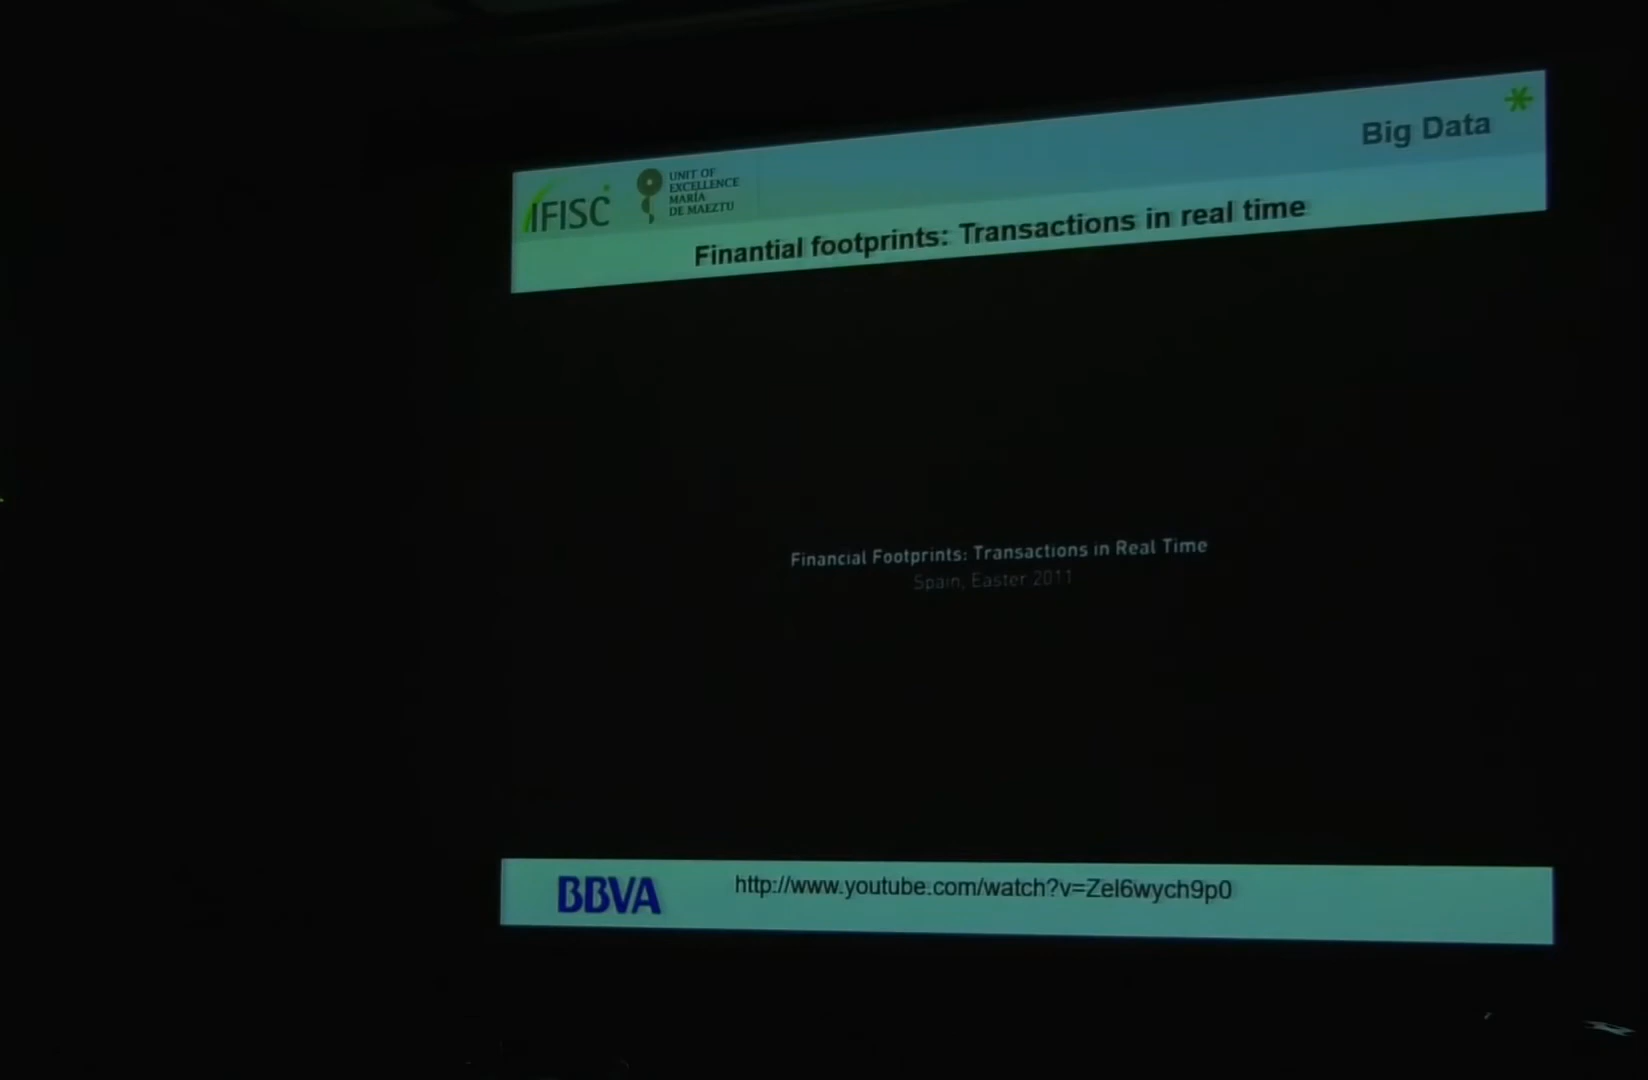 Big Data
IFISC
UNIT OF
EXCELLENCE
MARÍA
DE MAEZTU
Finantial footprints: Transactions in real time
Financial Footprints: Transactions in Real Time
Spain, Easter 2011
BBVA
http://www.youtube.com/watch?v=Zel6wych9p0